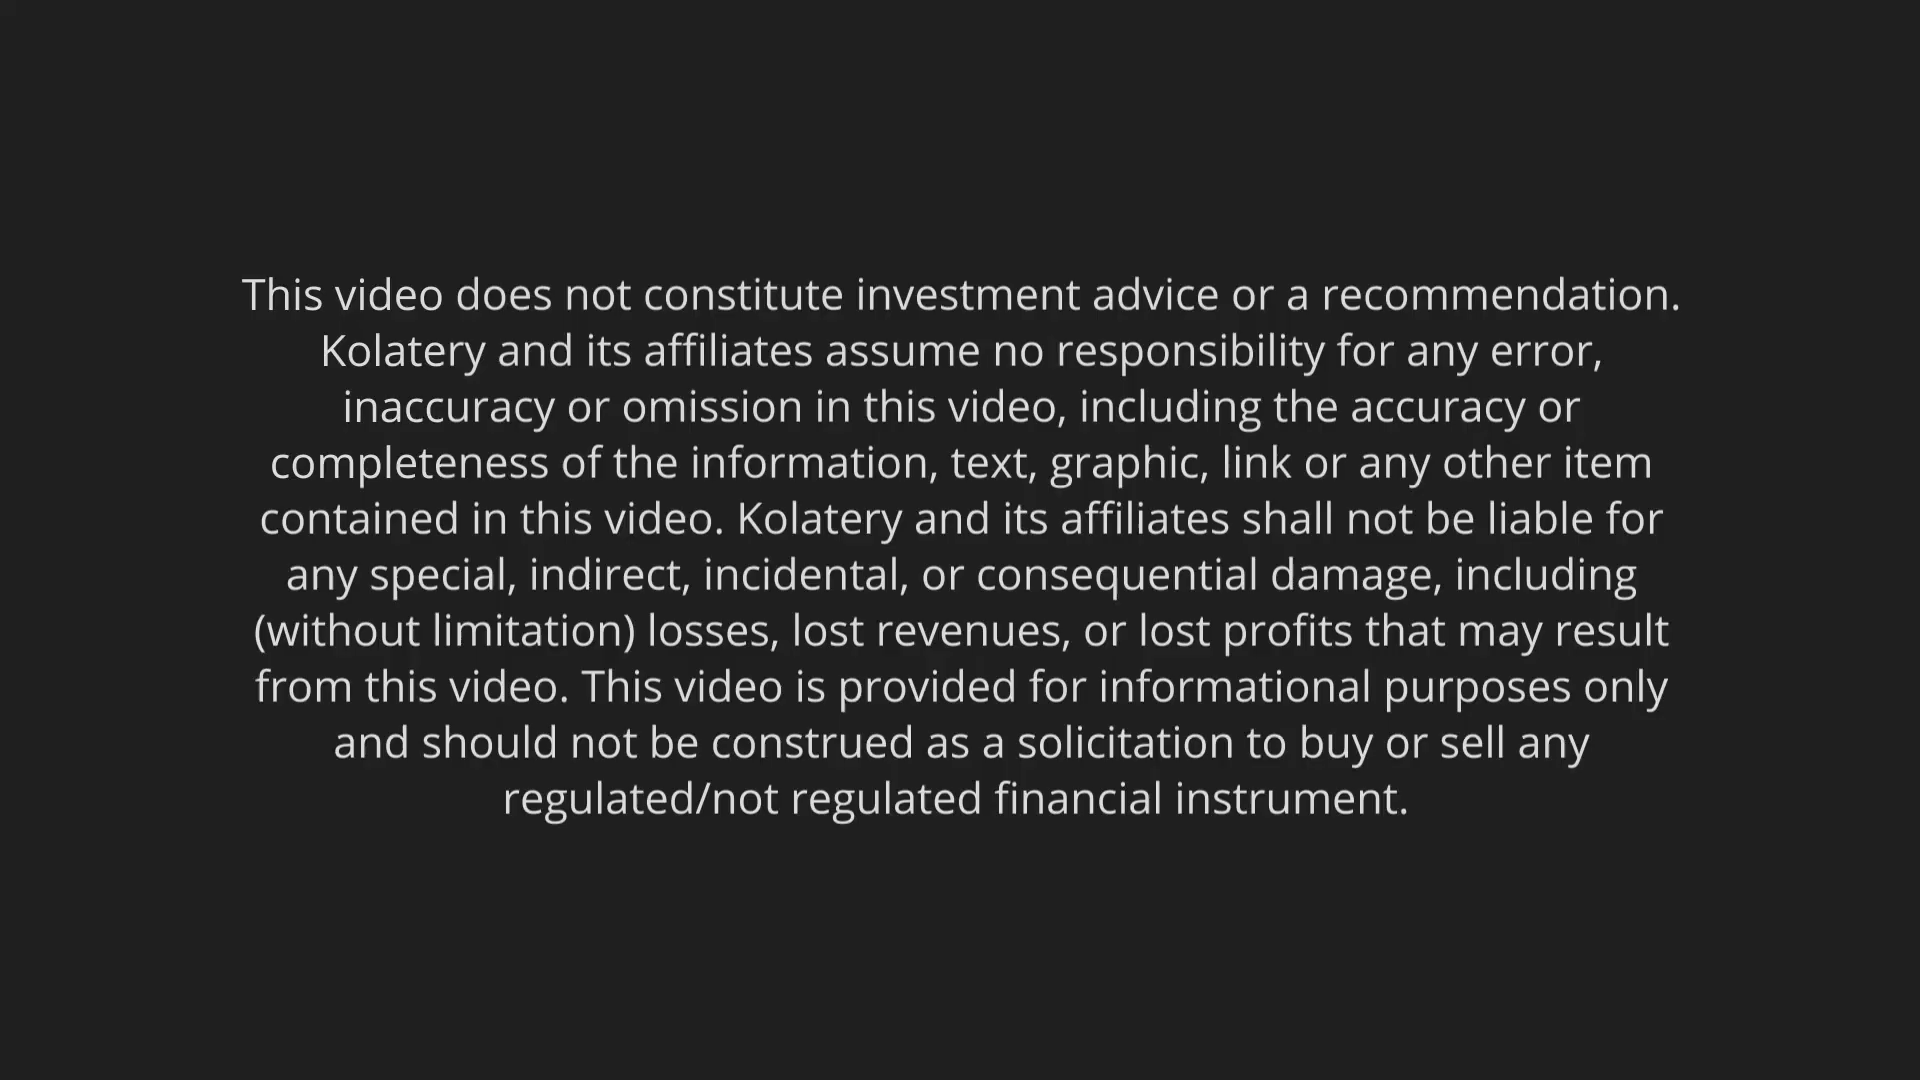 This video does not constitute investment advice or a recommendation.
Kolatery and its affiliates assume no responsibility for any error,
inaccuracy or omission in this video, including the accuracy or
completeness of the information, text, graphic, link or any other item
contained in this video. Kolatery and its affiliates shall not be liable for
any special, indirect, incidental, or consequential damage, including
(without limitation) losses, lost revenues, or lost profits that may result
from this video. This video is provided for informational purposes only
and should not be construed as a solicitation to buy or sell any
regulated/not regulated financial instrument.